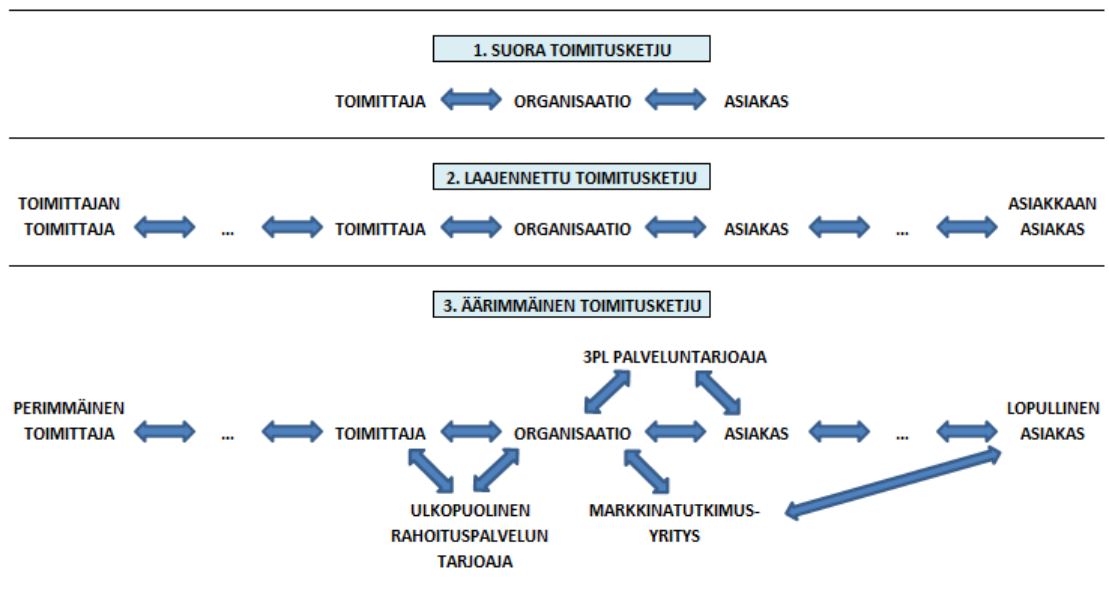 1. SUORA TOIMITUSKETJU
TOIMITTAJA ORGANISAATIO ASIAKAS
2. LAAJENNETTU TOIMITUSKETJU
TOIMITTAJAN
TOIMITTAJA ... TOIMITTAJA ORGANISAATIO ASIAKAS ... 
ASIAKKAAN
ASIAKAS
3. ÄÄRIMMÄINEN TOIMITUSKETJU
3PL PALVELUNTARJOAJA
PERIMMÄINEN
TOIMITTAJA ... TOIMITTAJA ORGANISAATIO ASIAKAS ...
LOPULLINEN
ASIAKAS
ULKOPUOLINEN
RAHOITUSPALVELUN
TARJOAJA
MARKKINATUTKIMUS-
YRITYS